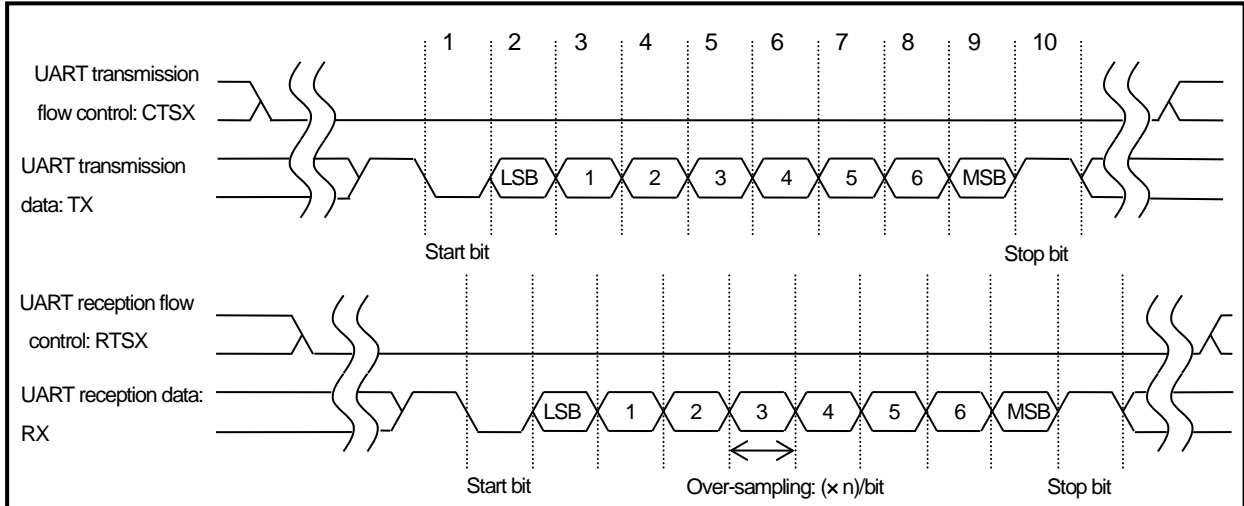 1 2 3 4 5 6 7 8 9 10
UART transmission
flow control: CTSX
UART transmission
data: TX
LSB 1 2 3 4 5 6 MSB
Start bit Stop bit
UART reception flow
control: RTSX
UART reception data:
RX
LSB 1 2 3 4 5 6 MSB
Start bit Over-sampling: (× n)/bit Stop bit